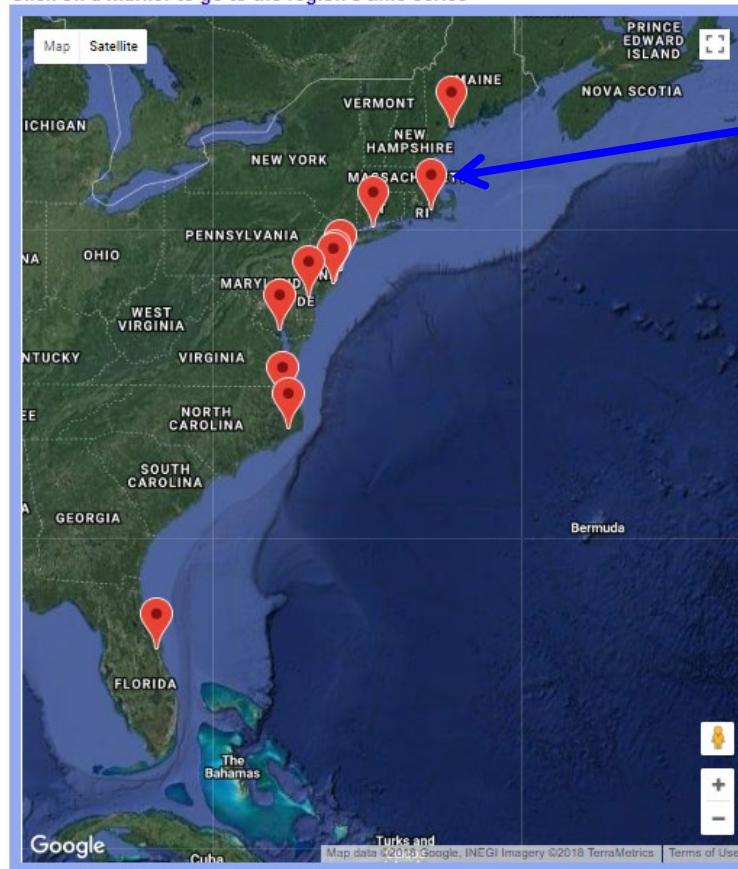 PRINCE
EDWARD
ISLAND
Map Satellite
MAINE
NOVA SCOTIA
VERMONT
ICHIGAN
NEW
HAMPSHIRE
NEW YORK
RI
PENNSYLVANIA
NA
OHIO
DE
WEST
VIRGINIA
NTUCKY
VIRGINIA
EE
NORTH
CAROLINA
SOUTH
CAROLINA
A
GEORGIA
Bermuda
FLORIDA
The
Bahamas
Google
Cuba
Turks and
Map data ©2018 Google, INEGI Imagery ©2018 TerraMetrics
Terms of Use